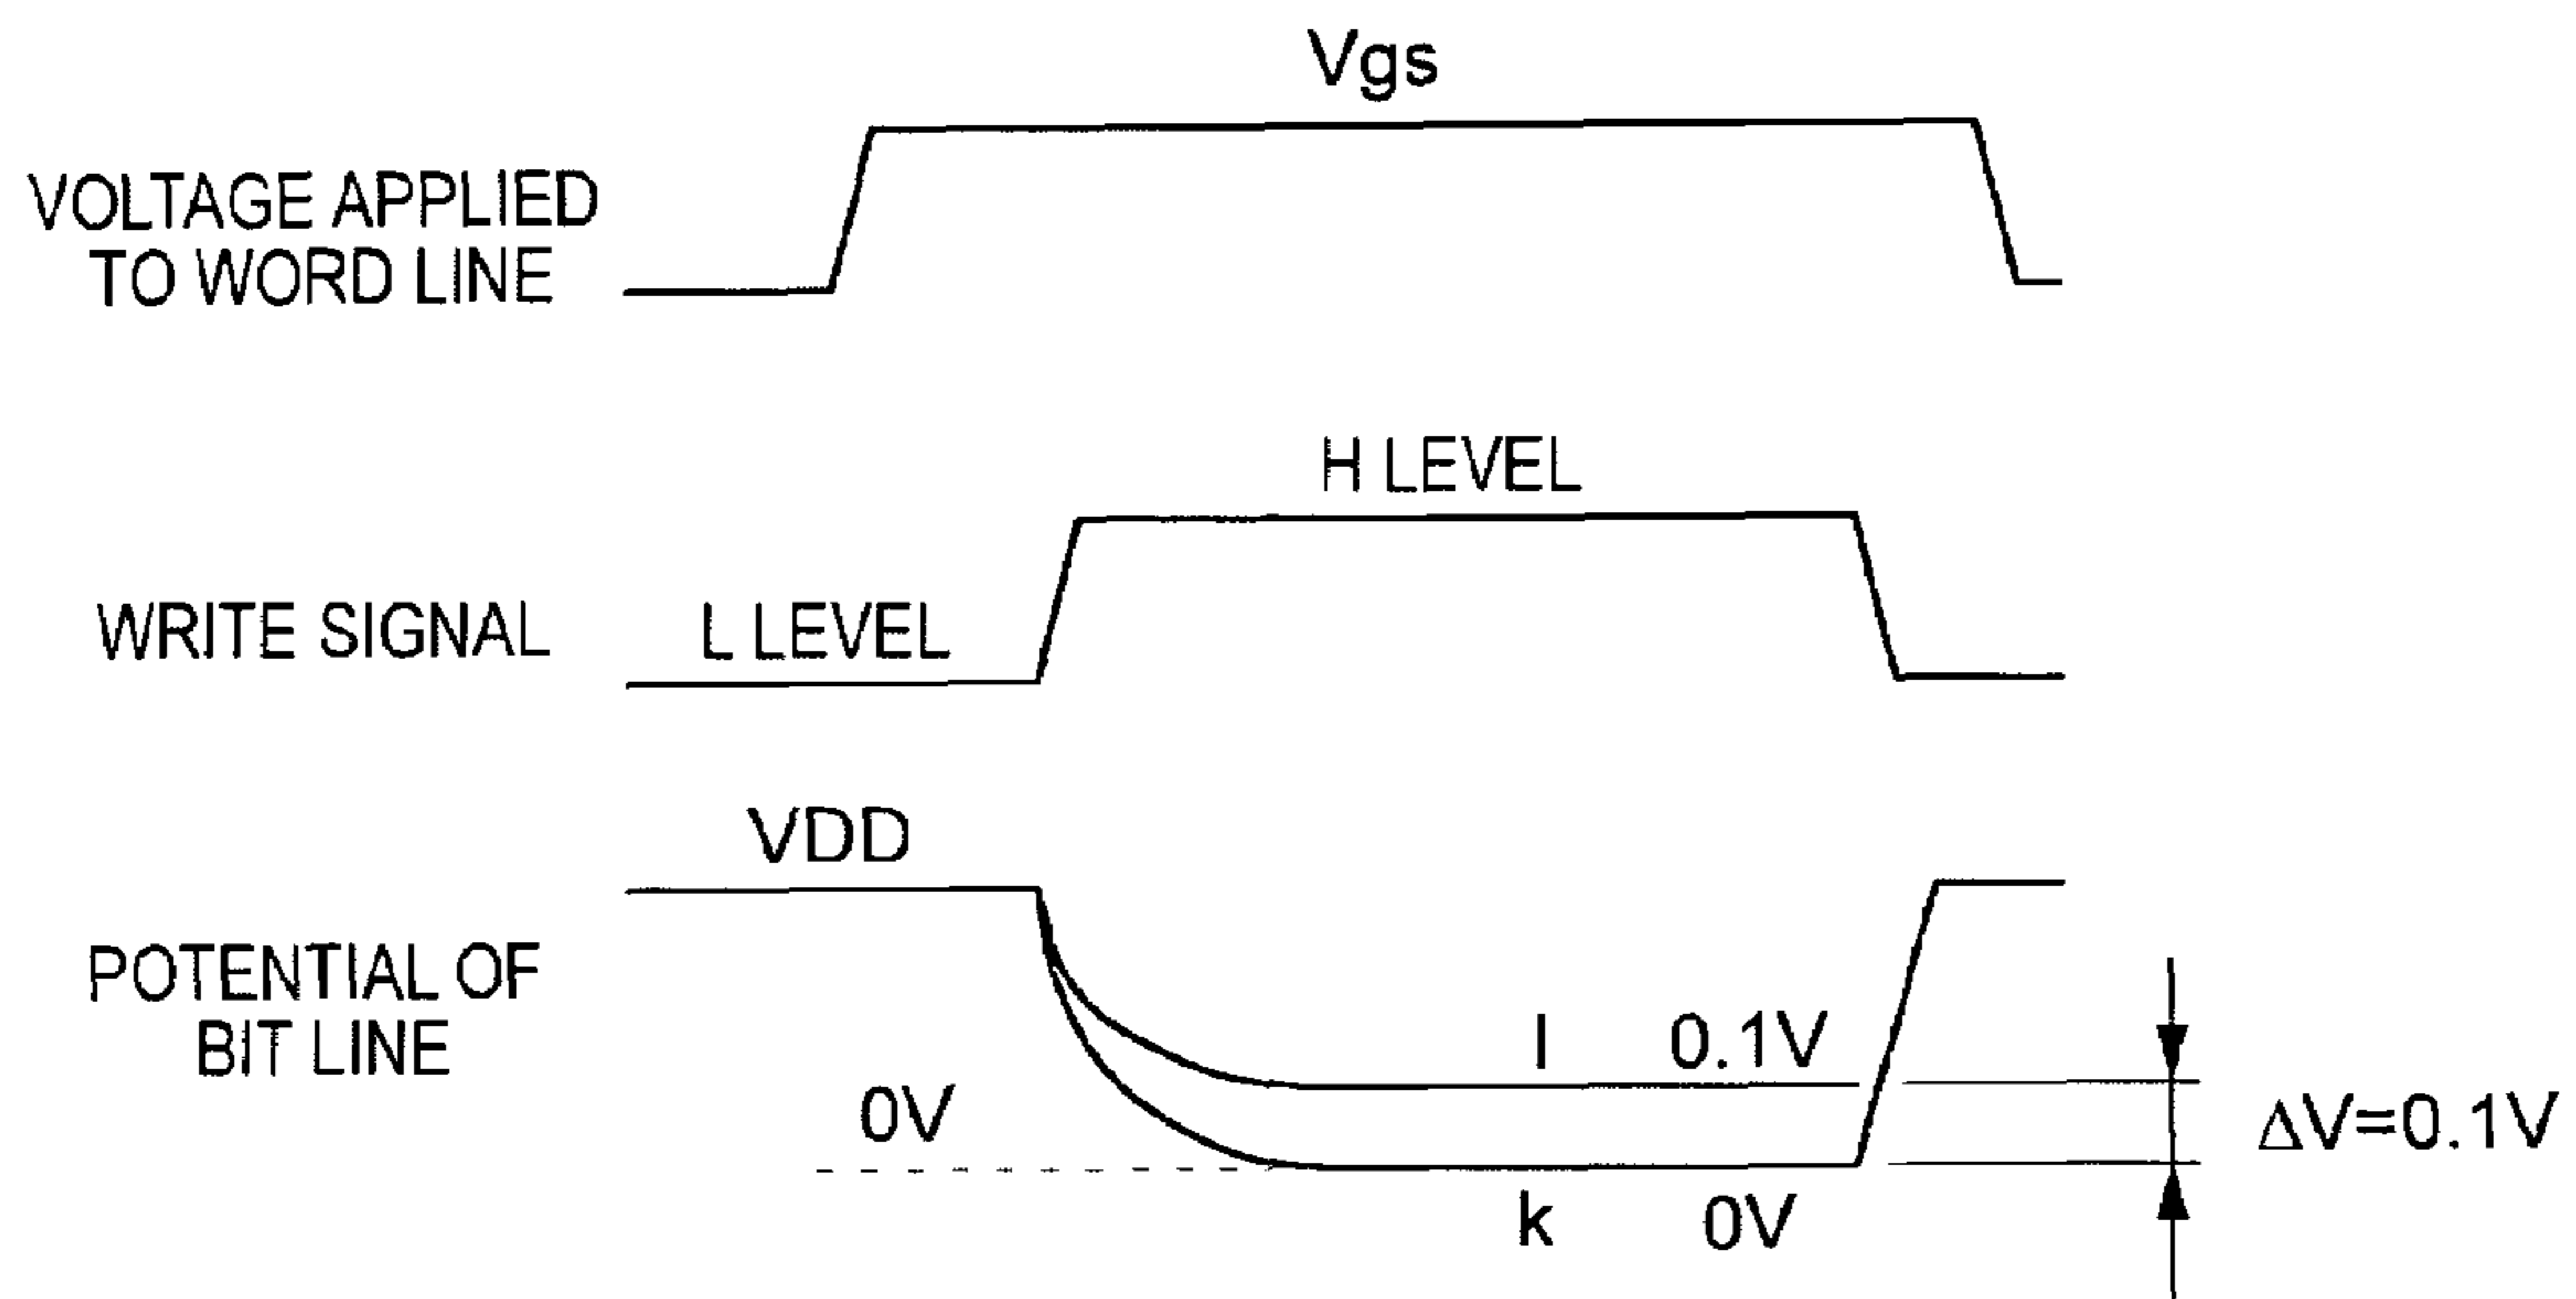 Vgs
VOLTAGE APPLIED
TO WORD LINE
H LEVEL
WRITE SIGNAL
L LEVEL
VDD
POTENTIAL OF
BIT LINE
l 0.1V
0V
ΔV=0.1V
k 0V